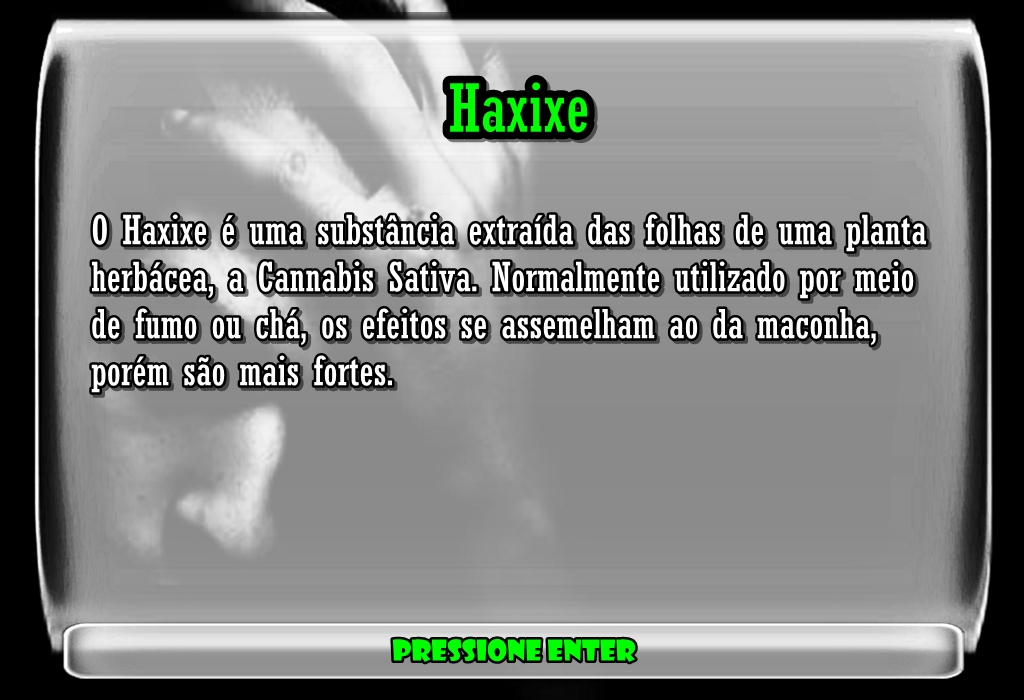 Haxixe
O Haxixe é uma substância extraída das folhas de uma planta
herbácea, a Cannabis Sativa. Normalmente utilizado por meio
de fumo ou chá, os efeitos se assemelham ao da maconha,
porém são mais fortes.
PRESSIONE ENTER